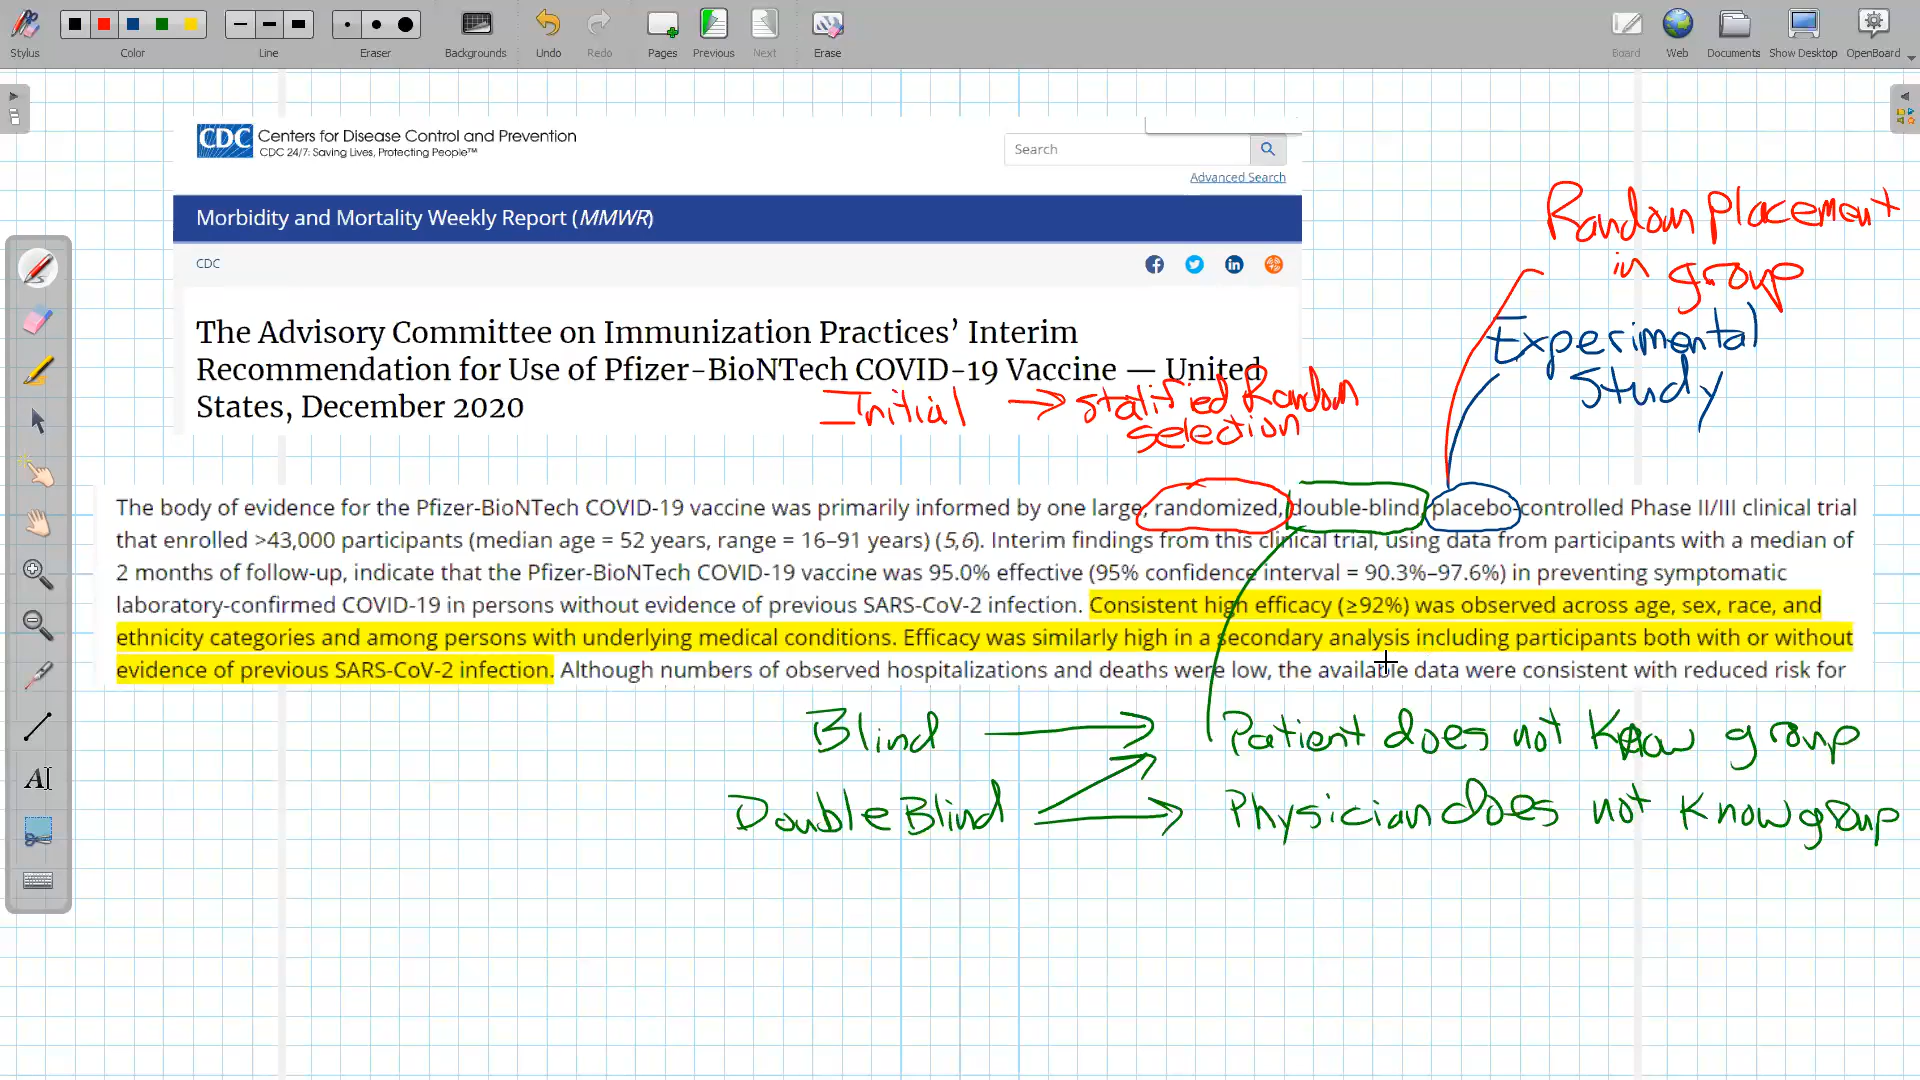 Stylus Color Line Eraser Backgrounds Undo Redo Pages Previous Next Erase Board Web Documents Show Desktop OpenBoard
CDC Centers for Disease Control and Prevention
CDC 24/7: Saving Lives, Protecting People™
Search
Advanced Search
Morbidity and Mortality Weekly Report (MMWR)
CDC
Random Placement
in group
Experimental
Study
The Advisory Committee on Immunization Practices’ Interim
Recommendation for Use of Pfizer-BioNTech COVID-19 Vaccine — United
States, December 2020
Initial → statified Random
selection
The body of evidence for the Pfizer-BioNTech COVID-19 vaccine was primarily informed by one large, randomized, double-blind, placebo-controlled Phase II/III clinical trial
that enrolled >43,000 participants (median age = 52 years, range = 16–91 years) (5,6). Interim findings from this clinical trial, using data from participants with a median of
2 months of follow-up, indicate that the Pfizer-BioNTech COVID-19 vaccine was 95.0% effective (95% confidence interval = 90.3%–97.6%) in preventing symptomatic
laboratory-confirmed COVID-19 in persons without evidence of previous SARS-CoV-2 infection. Consistent high efficacy (≥92%) was observed across age, sex, race, and
ethnicity categories and among persons with underlying medical conditions. Efficacy was similarly high in a secondary analysis including participants both with or without
evidence of previous SARS-CoV-2 infection. Although numbers of observed hospitalizations and deaths were low, the available data were consistent with reduced risk for
Blind → Patient does not Know group
Double Blind → Physician does not Know group